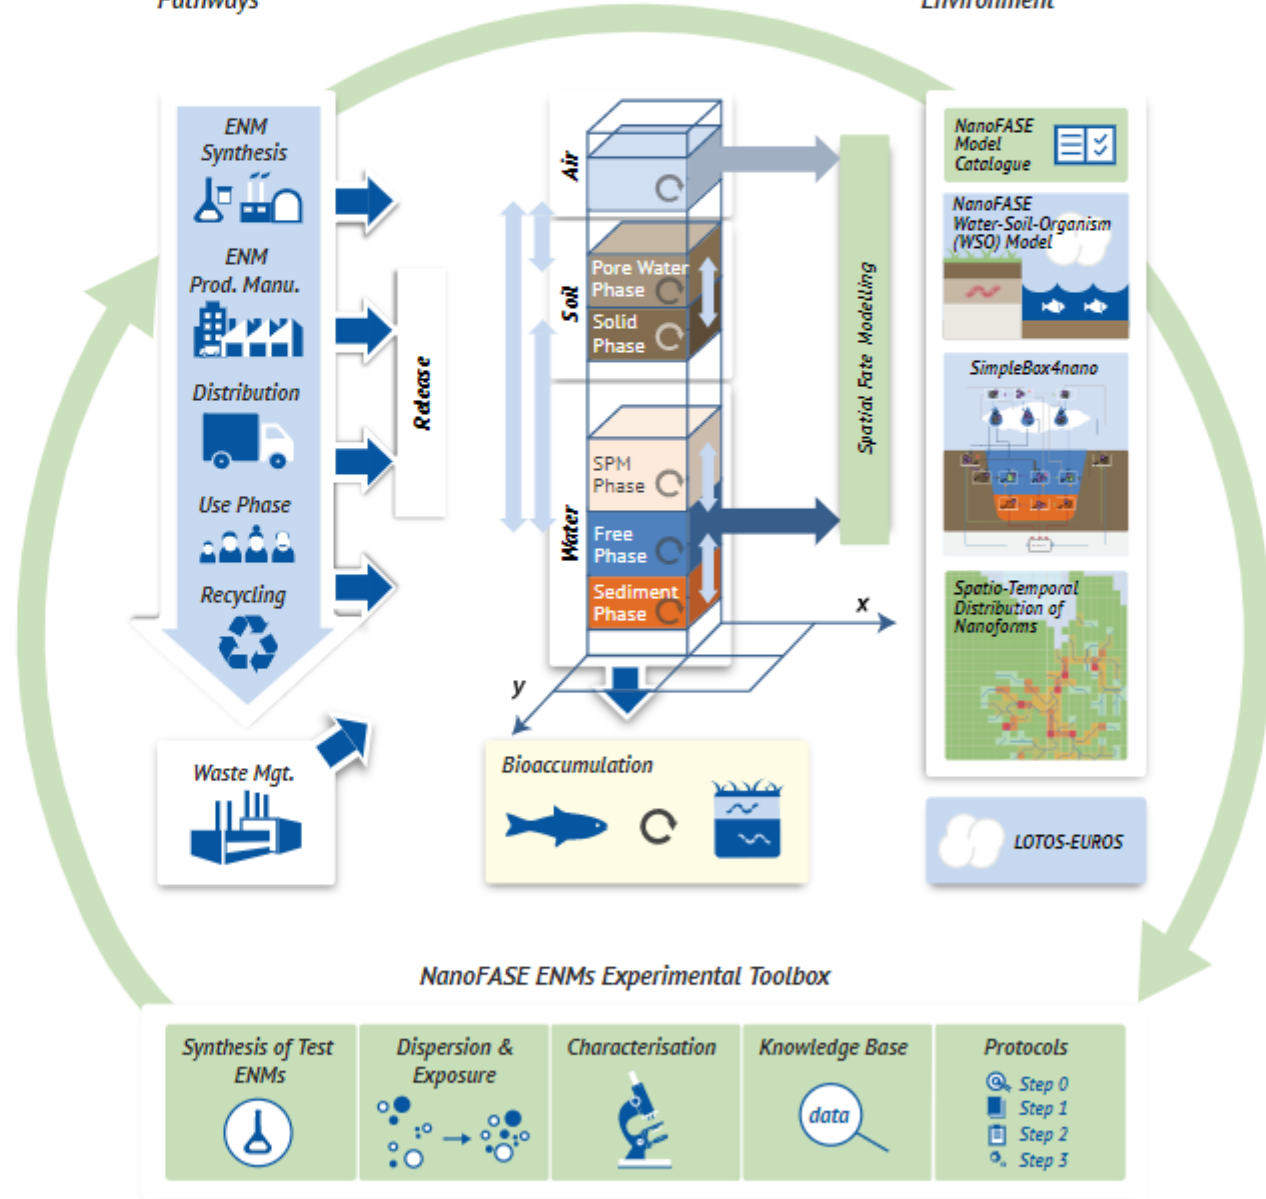 Pathways
Environment
ENM
Synthesis
ENM
Prod. Manu.
Distribution
Use Phase
Recycling
Waste Mgt.
Release
Air
Soil
Water
Pore Water
Phase
Solid
Phase
SPM
Phase
Free
Phase
Sediment
Phase
x
y
Bioaccumulation
Spatial Fate Modelling
NanoFASE
Model
Catalogue
NanoFASE
Water-Soil-Organism
(WSO) Model
SimpleBox4nano
Spatio-Temporal
Distribution of
Nanoforms
LOTOS-EUROS
NanoFASE ENMs Experimental Toolbox
Synthesis of Test
ENMs
Dispersion &
Exposure
Characterisation
Knowledge Base
data
Protocols
Step 0
Step 1
Step 2
Step 3